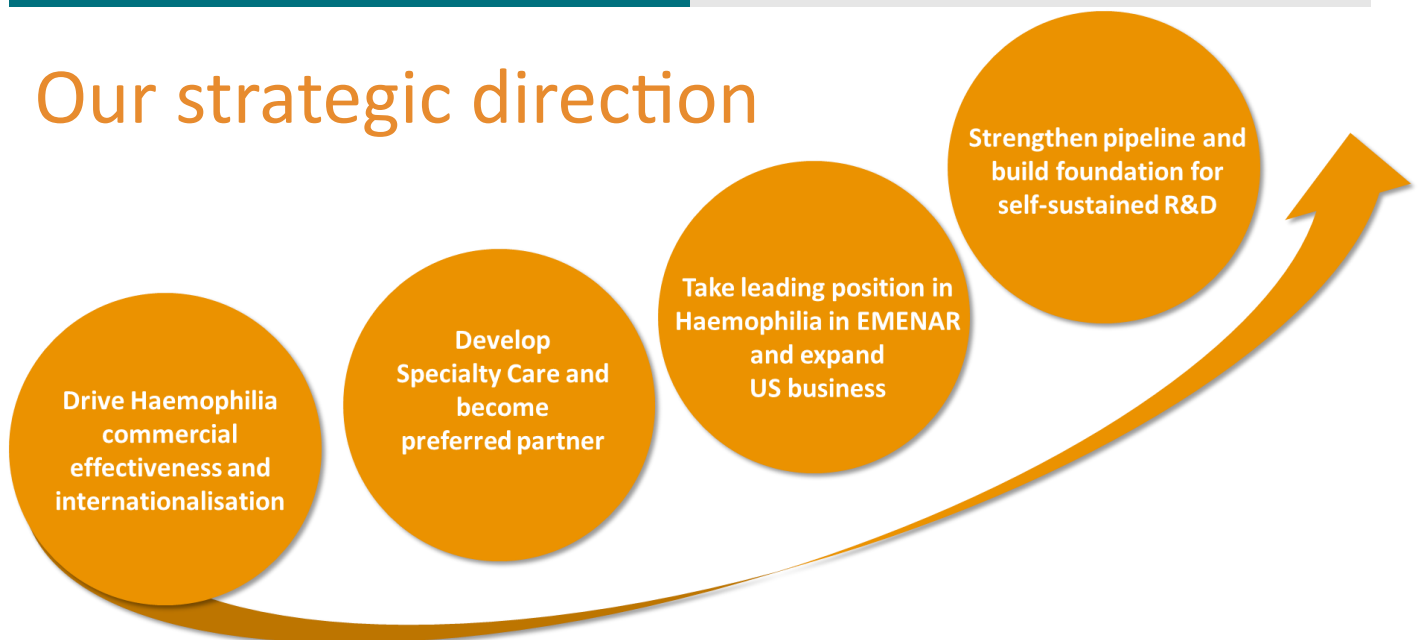 Our strategic direction
Drive Haemophilia
commercial
effectiveness and
internationalisation
Develop
Specialty Care and
become
preferred partner
Take leading position in
Haemophilia in EMENAR
and expand
US business
Strengthen pipeline and
build foundation for
self-sustained R&D